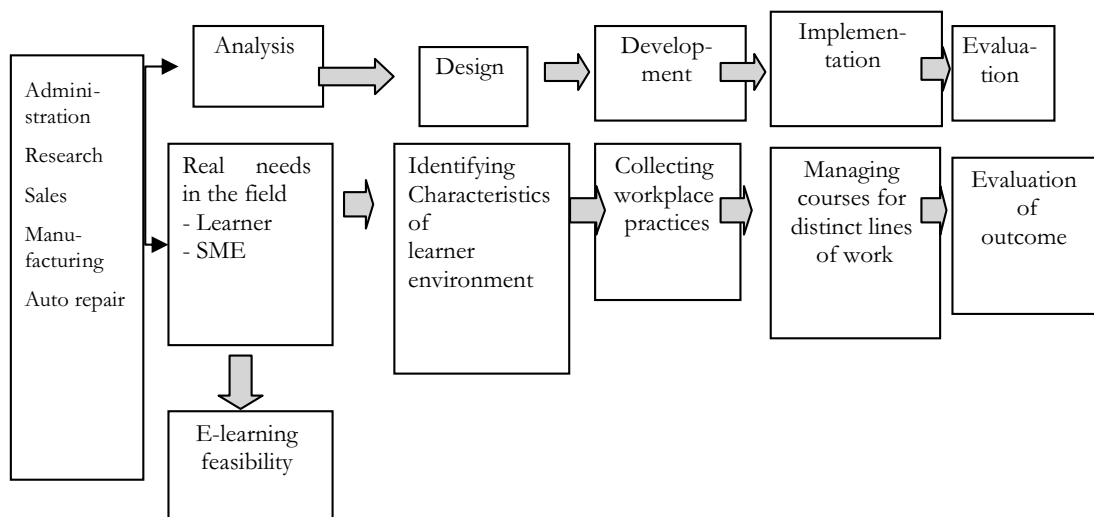 Admini-
stration
Research
Sales
Manu-
facturing
Auto repair
Analysis
Design
Develop-
ment
Implemen-
tation
Evalua-
tion
Real needs
in the field
- Learner
- SME
Identifying
Characteristics
of
learner
environment
Collecting
workplace
practices
Managing
courses for
distinct lines
of work
Evaluation
of
outcome
E-learning
feasibility